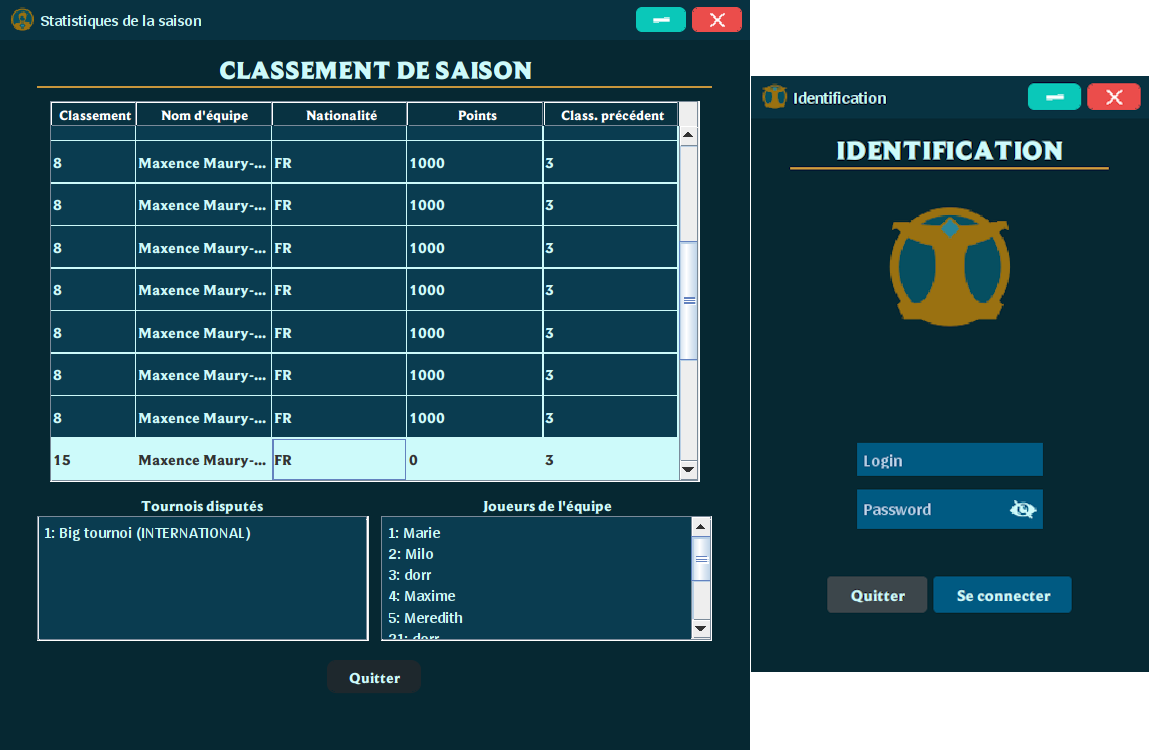 Statistiques de la saison
CLASSEMENT DE SAISON
Classement Nom d'équipe Nationalité Points Class. précédent
8 Maxence Maury-... FR 1000 3
8 Maxence Maury-... FR 1000 3
8 Maxence Maury-... FR 1000 3
8 Maxence Maury-... FR 1000 3
8 Maxence Maury-... FR 1000 3
8 Maxence Maury-... FR 1000 3
8 Maxence Maury-... FR 1000 3
15 Maxence Maury-... FR 0 3
Tournois disputés
1: Big tournoi (INTERNATIONAL)
Joueurs de l'équipe
1: Marie
2: Milo
3: dorr
4: Maxime
5: Meredith
21: dorr
Quitter
Identification
IDENTIFICATION
Login
Password
Quitter
Se connecter